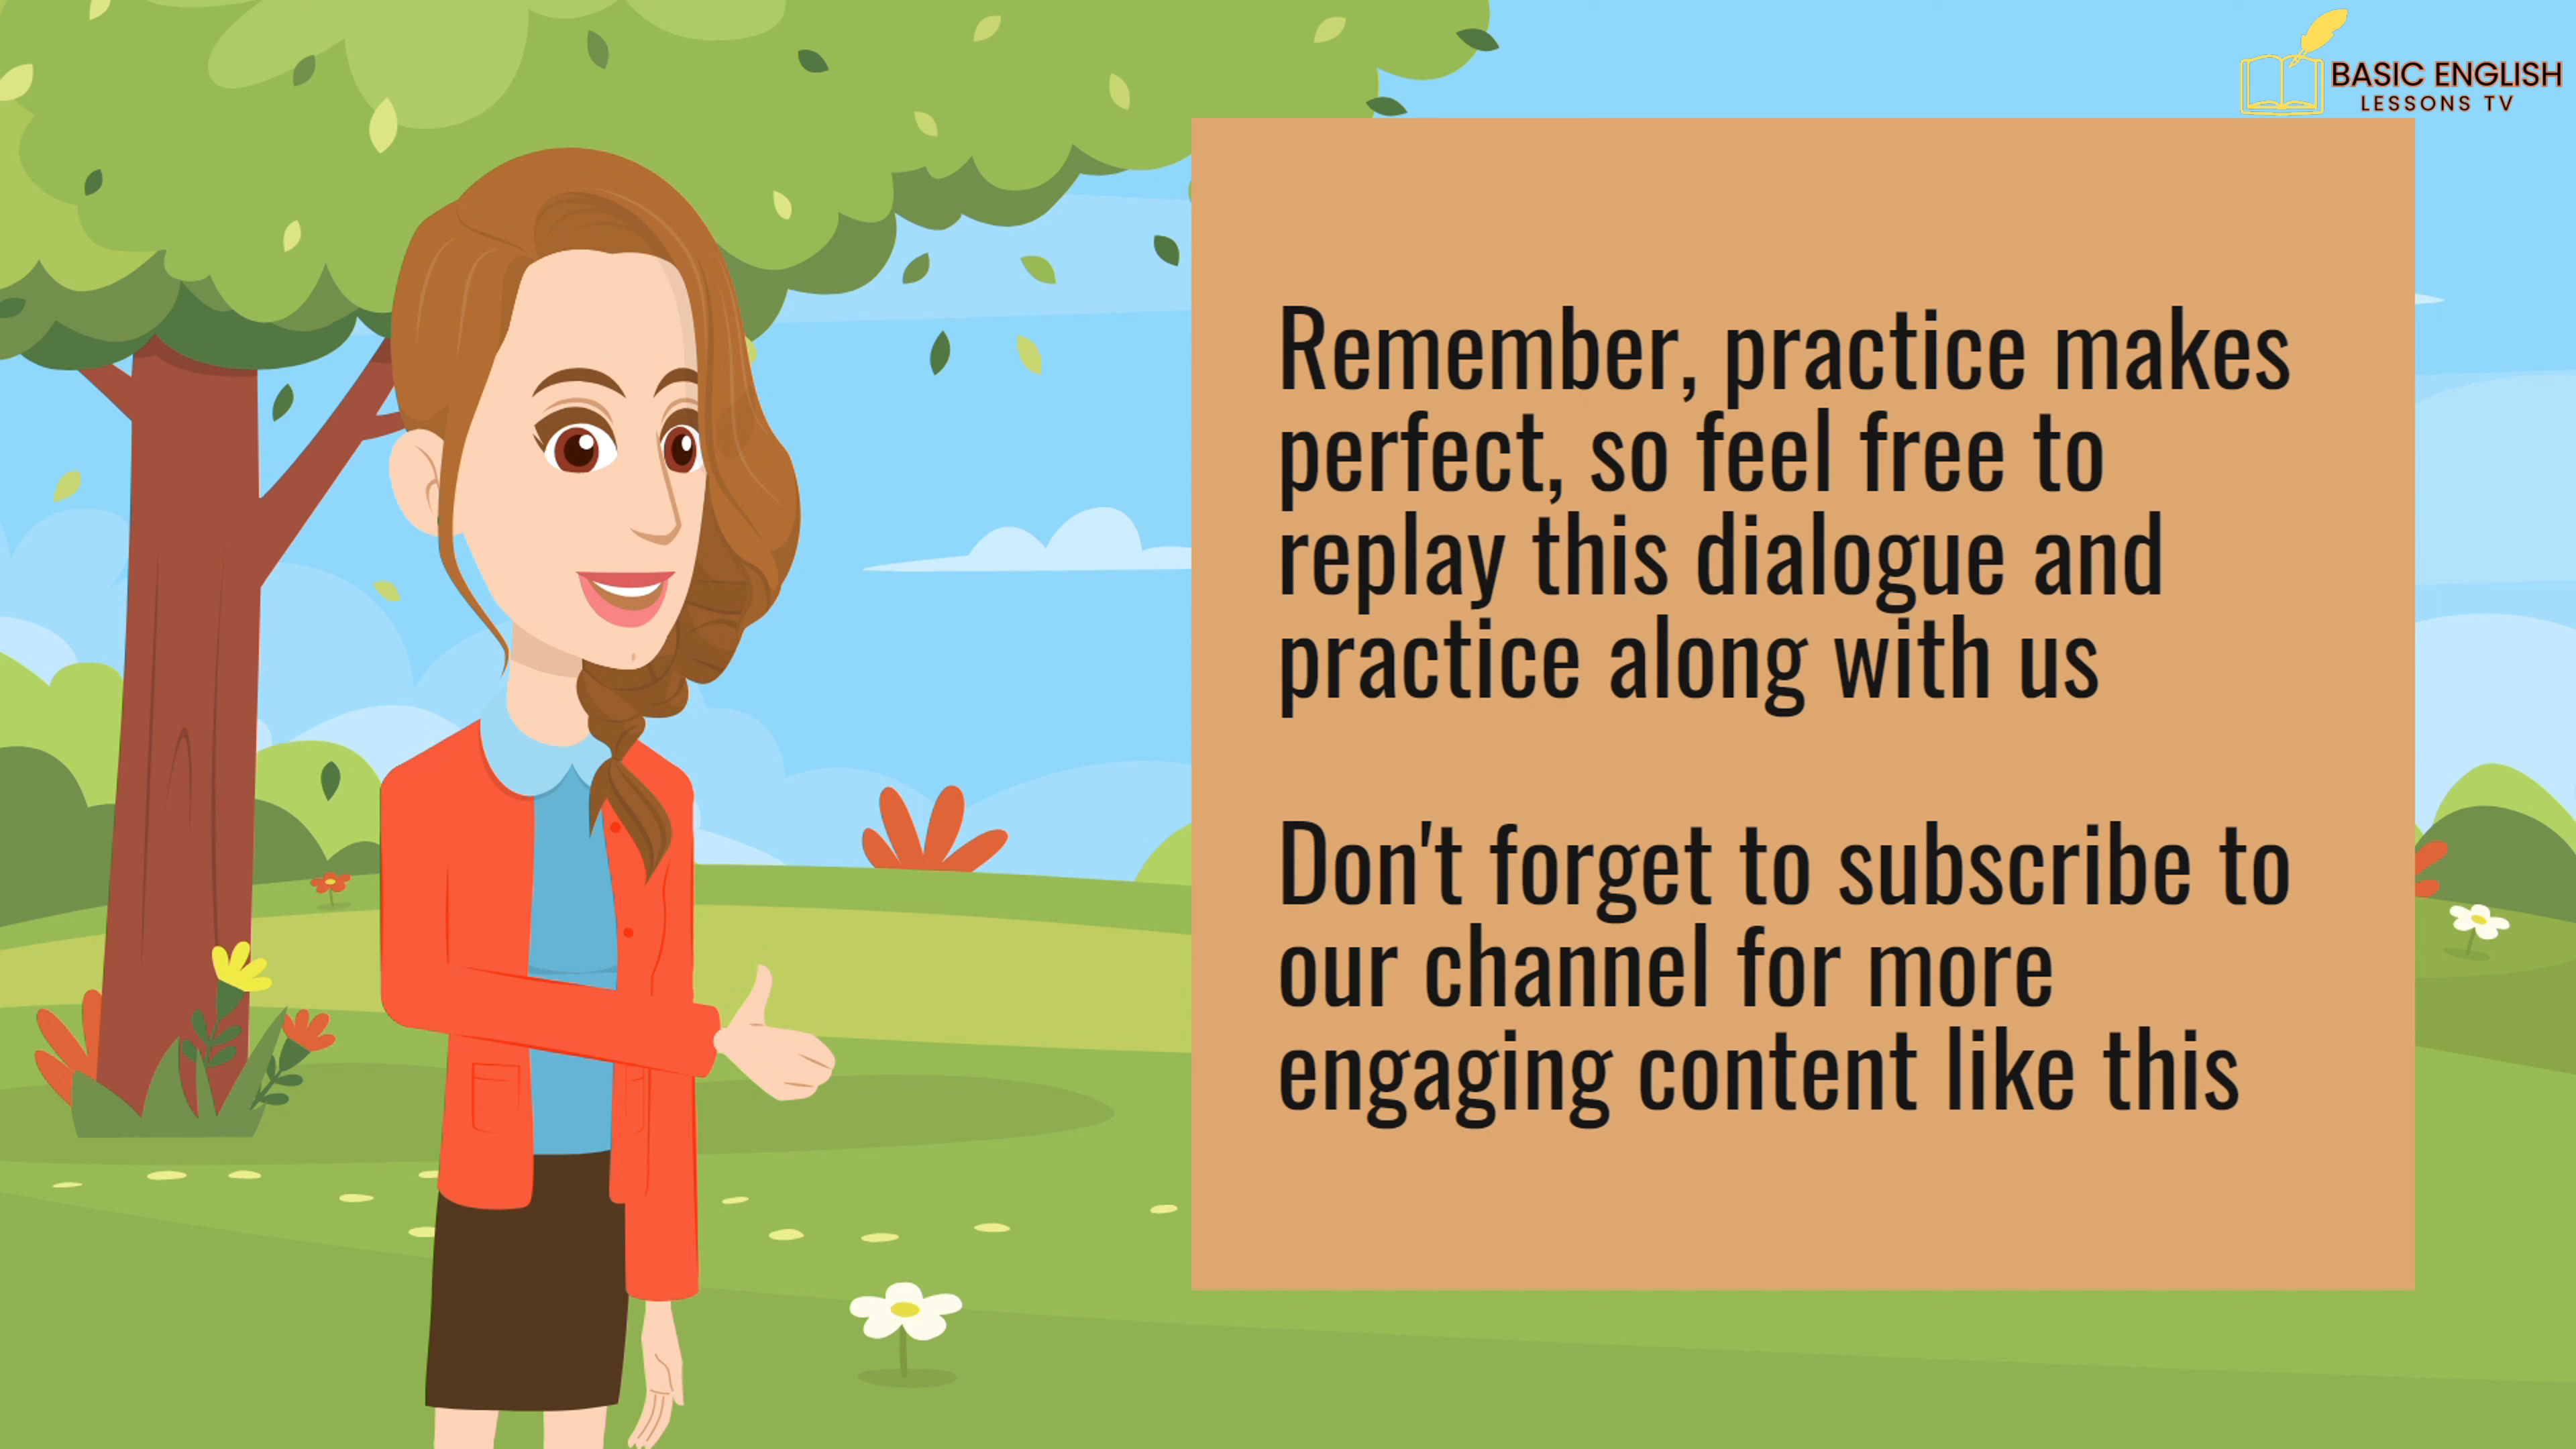 BASIC ENGLISH
LESSONS TV
Remember, practice makes
perfect, so feel free to
replay this dialogue and
practice along with us
Don't forget to subscribe to
our channel for more
engaging content like this